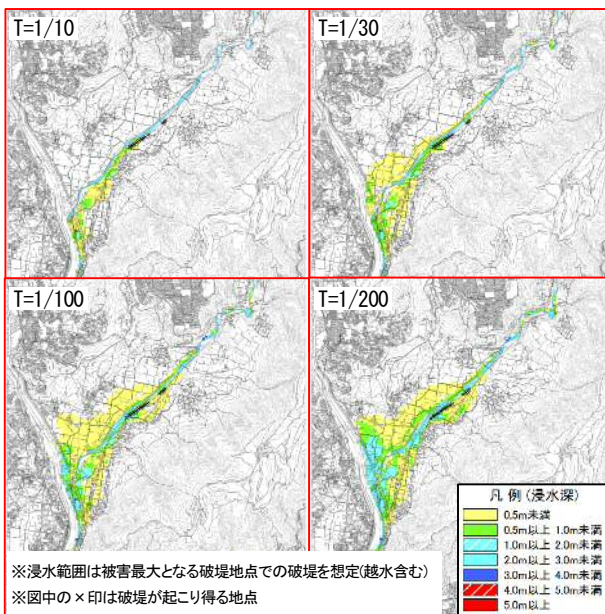 T=1/10
T=1/30
T=1/100
T=1/200
凡 例 (浸水深)
0.5m未満
0.5m以上 1.0m未満
1.0m以上 2.0m未満
2.0m以上 3.0m未満
3.0m以上 4.0m未満
4.0m以上 5.0m未満
5.0m以上
※浸水範囲は被害最大となる破堤地点での破堤を想定(越水含む)
※図中の×印は破堤が起こり得る地点